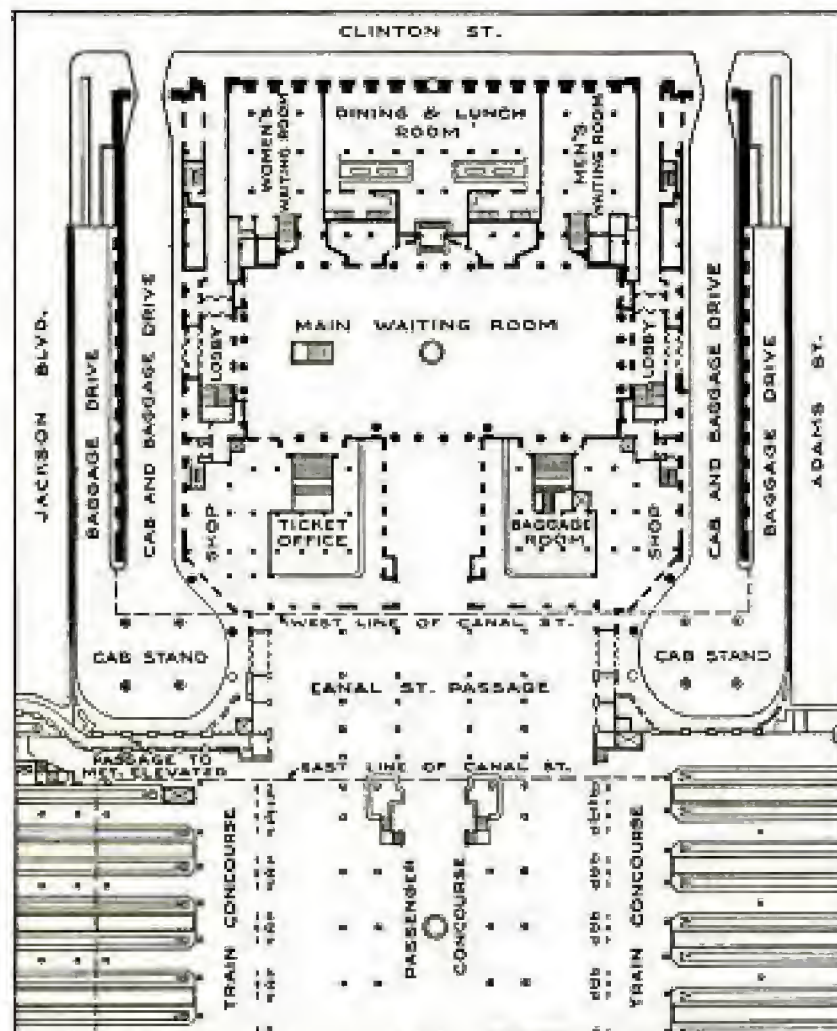 CLINTON ST.
WOMEN'S
WAITING ROOM
DINING & LUNCH
ROOM
MEN'S
WAITING ROOM
JACKSON BLVD.
BAGGAGE DRIVE
CAB AND BAGGAGE DRIVE
LOBBY
MAIN WAITING ROOM
LOBBY
CAB AND BAGGAGE DRIVE
BAGGAGE DRIVE
ADAMS ST.
SHOP
TICKET
OFFICE
BAGGAGE
ROOM
SHOP
WEST LINE OF CANAL ST.
CAB STAND
CAB STAND
CANAL ST. PASSAGE
PASSAGE TO
MET. ELEVATED
EAST LINE OF CANAL ST.
TRAIN CONCOURSE
PASSENGER
CONCOURSE
TRAIN CONCOURSE